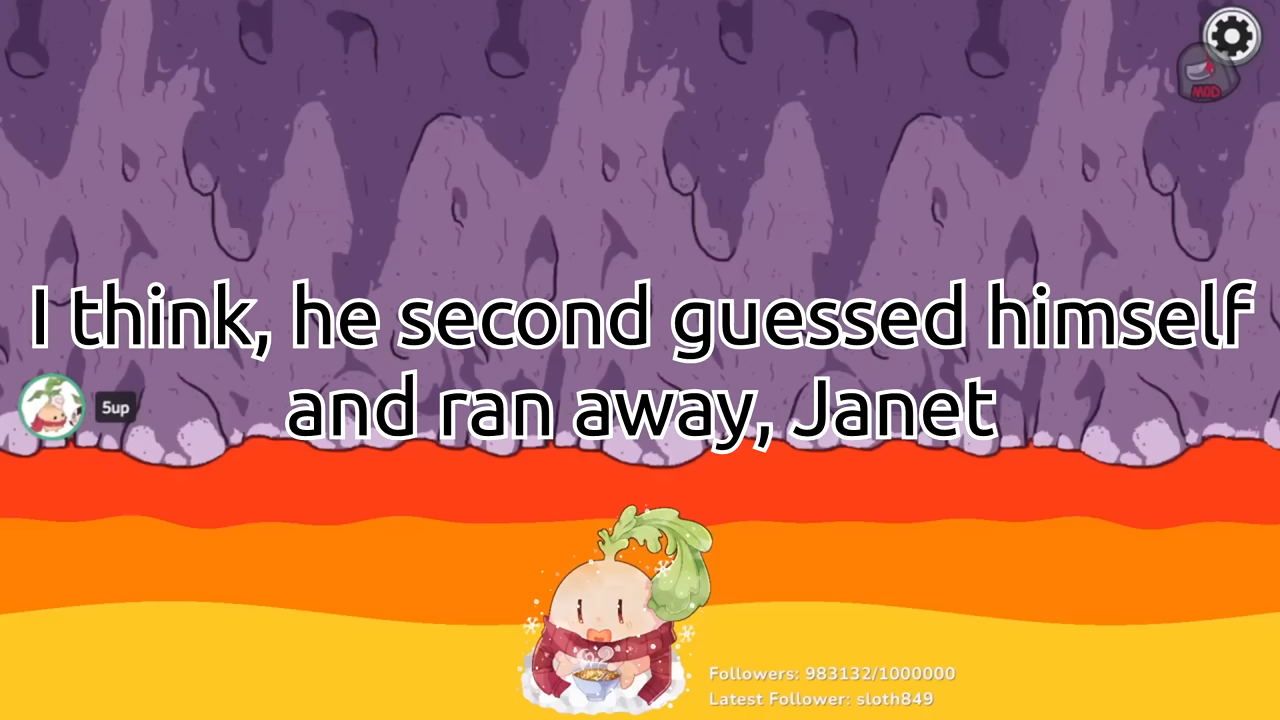 MOD
I think, he second guessed himself
and ran away, Janet
5up
Followers: 983132/1000000
Latest Follower: sloth849